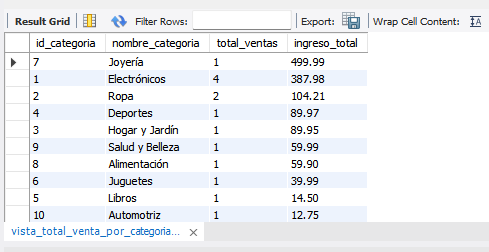 Result Grid Filter Rows: Export: Wrap Cell Content:
id_categoria nombre_categoria total_ventas ingreso_total
7 Joyería 1 499.99
1 Electrónicos 4 387.98
2 Ropa 2 104.21
4 Deportes 1 89.97
3 Hogar y Jardín 1 89.95
9 Salud y Belleza 1 59.99
8 Alimentación 1 59.90
6 Juguetes 1 39.99
5 Libros 1 14.50
10 Automotriz 1 12.75
vista_total_venta_por_categoria...